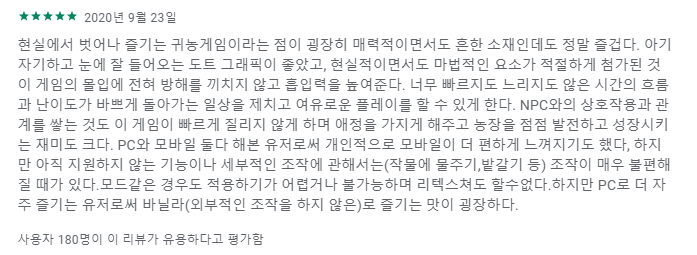 ★★★★★ 2020년 9월 23일
현실에서 벗어나 즐기는 귀농게임이라는 점이 굉장히 매력적이면서도 흔한 소재인데도 정말 즐겁다. 아기
자기하고 눈에 잘 들어오는 도트 그래픽이 좋았고, 현실적이면서도 마법적인 요소가 적절하게 첨가된 것
이 게임의 몰입에 전혀 방해를 끼치지 않고 흡입력을 높여준다. 너무 빠르지도 느리지도 않은 시간의 흐름
과 난이도가 바쁘게 돌아가는 일상을 제치고 여유로운 플레이를 할 수 있게 한다. NPC와의 상호작용과 관
계를 쌓는 것도 이 게임이 빠르게 질리지 않게 하며 애정을 가지게 해주고 농장을 점점 발전하고 성장시키
는 재미도 크다. PC와 모바일 둘다 해본 유저로써 개인적으로 모바일이 더 편하게 느껴지기도 했다, 하지
만 아직 지원하지 않는 기능이나 세부적인 조작에 관해서는(작물에 물주기,밭갈기 등) 조작이 매우 불편해
질 때가 있다.모드같은 경우도 적용하기가 어렵거나 불가능하며 리텍스쳐도 할수없다.하지만 PC로 더 자
주 즐기는 유저로써 바닐라(외부적인 조작을 하지 않은)로 즐기는 맛이 굉장하다.
사용자 180명이 이 리뷰가 유용하다고 평가함